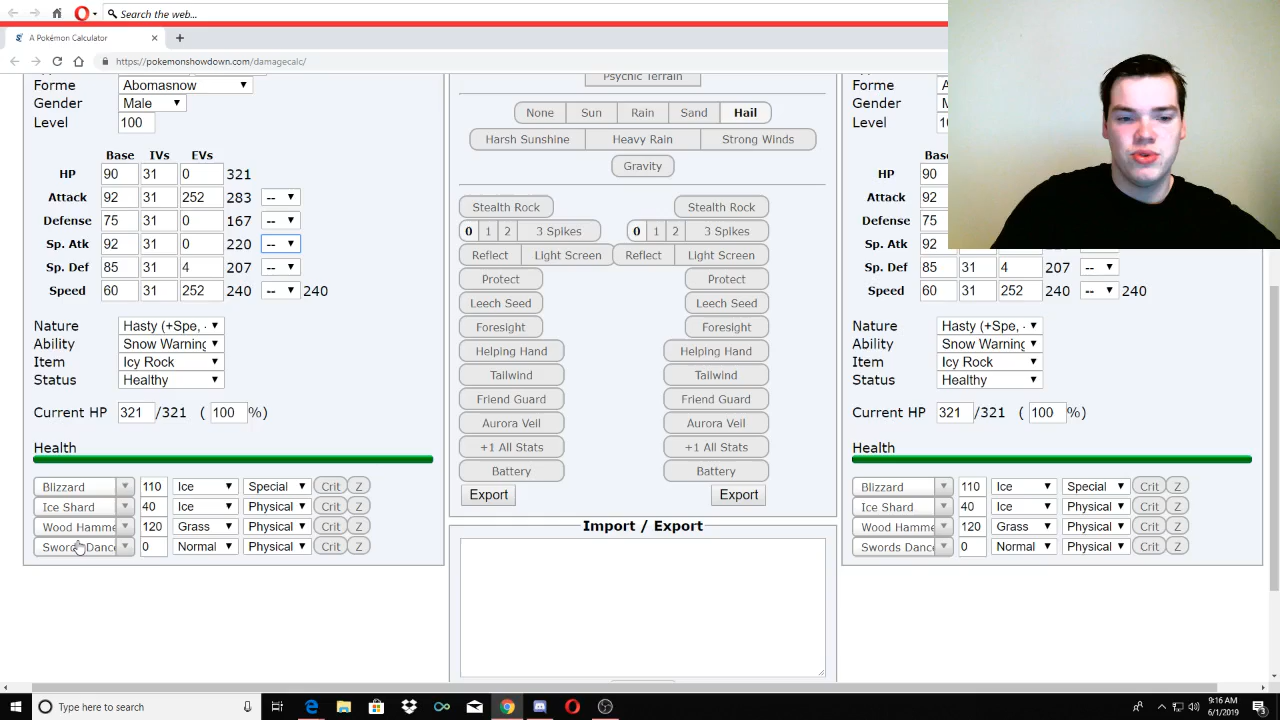 Search the web...
A Pokémon Calculator
https://pokemonshowdown.com/damagecalc/
Forme Abomasnow
Gender Male
Level 100
Base IVs EVs
HP 90 31 0 321
Attack 92 31 252 283 --
Defense 75 31 0 167 --
Sp. Atk 92 31 0 220 --
Sp. Def 85 31 4 207 --
Speed 60 31 252 240 -- 240
Nature Hasty (+Spe, -
Ability Snow Warning
Item Icy Rock
Status Healthy
Current HP 321 /321 ( 100 %)
Health
Blizzard 110 Ice Special Crit Z
Ice Shard 40 Ice Physical Crit Z
Wood Hamme 120 Grass Physical Crit Z
Swords Danc 0 Normal Physical Crit Z
Psychic Terrain
None Sun Rain Sand Hail
Harsh Sunshine Heavy Rain Strong Winds
Gravity
Stealth Rock Stealth Rock
0 1 2 3 Spikes 0 1 2 3 Spikes
Reflect Light Screen Reflect Light Screen
Protect Protect
Leech Seed Leech Seed
Foresight Foresight
Helping Hand Helping Hand
Tailwind Tailwind
Friend Guard Friend Guard
Aurora Veil Aurora Veil
+1 All Stats +1 All Stats
Battery Battery
Export Export
Import / Export
Forme
Gender Male
Level
Base
HP 90
Attack 92
Defense 75
Sp. Atk 92
Sp. Def 85 31 4 207 --
Speed 60 31 252 240 -- 240
Nature Hasty (+Spe, -
Ability Snow Warning
Item Icy Rock
Status Healthy
Current HP 321 /321 ( 100 %)
Health
Blizzard 110 Ice Special Crit Z
Ice Shard 40 Ice Physical Crit Z
Wood Hamme 120 Grass Physical Crit Z
Swords Danc 0 Normal Physical Crit Z
Type here to search
9:16 AM
6/1/2019